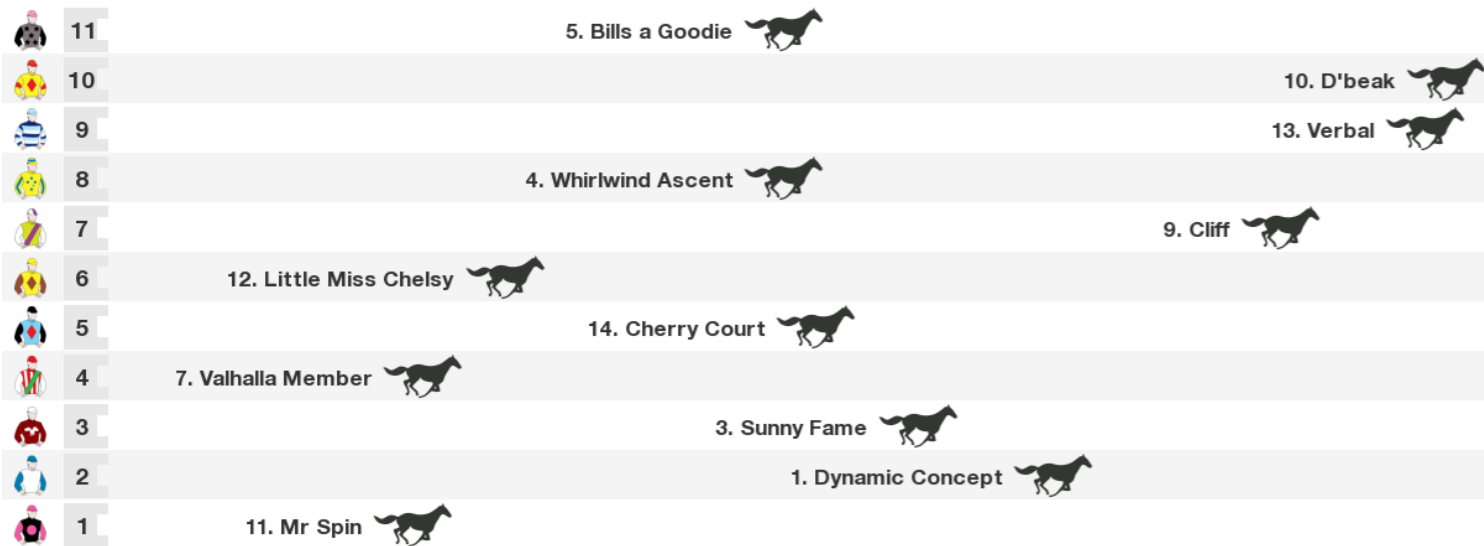 11 5. Bills a Goodie
10 10. D'beak
9 13. Verbal
8 4. Whirlwind Ascent
7 9. Cliff
6 12. Little Miss Chelsy
5 14. Cherry Court
4 7. Valhalla Member
3 3. Sunny Fame
2 1. Dynamic Concept
1 11. Mr Spin